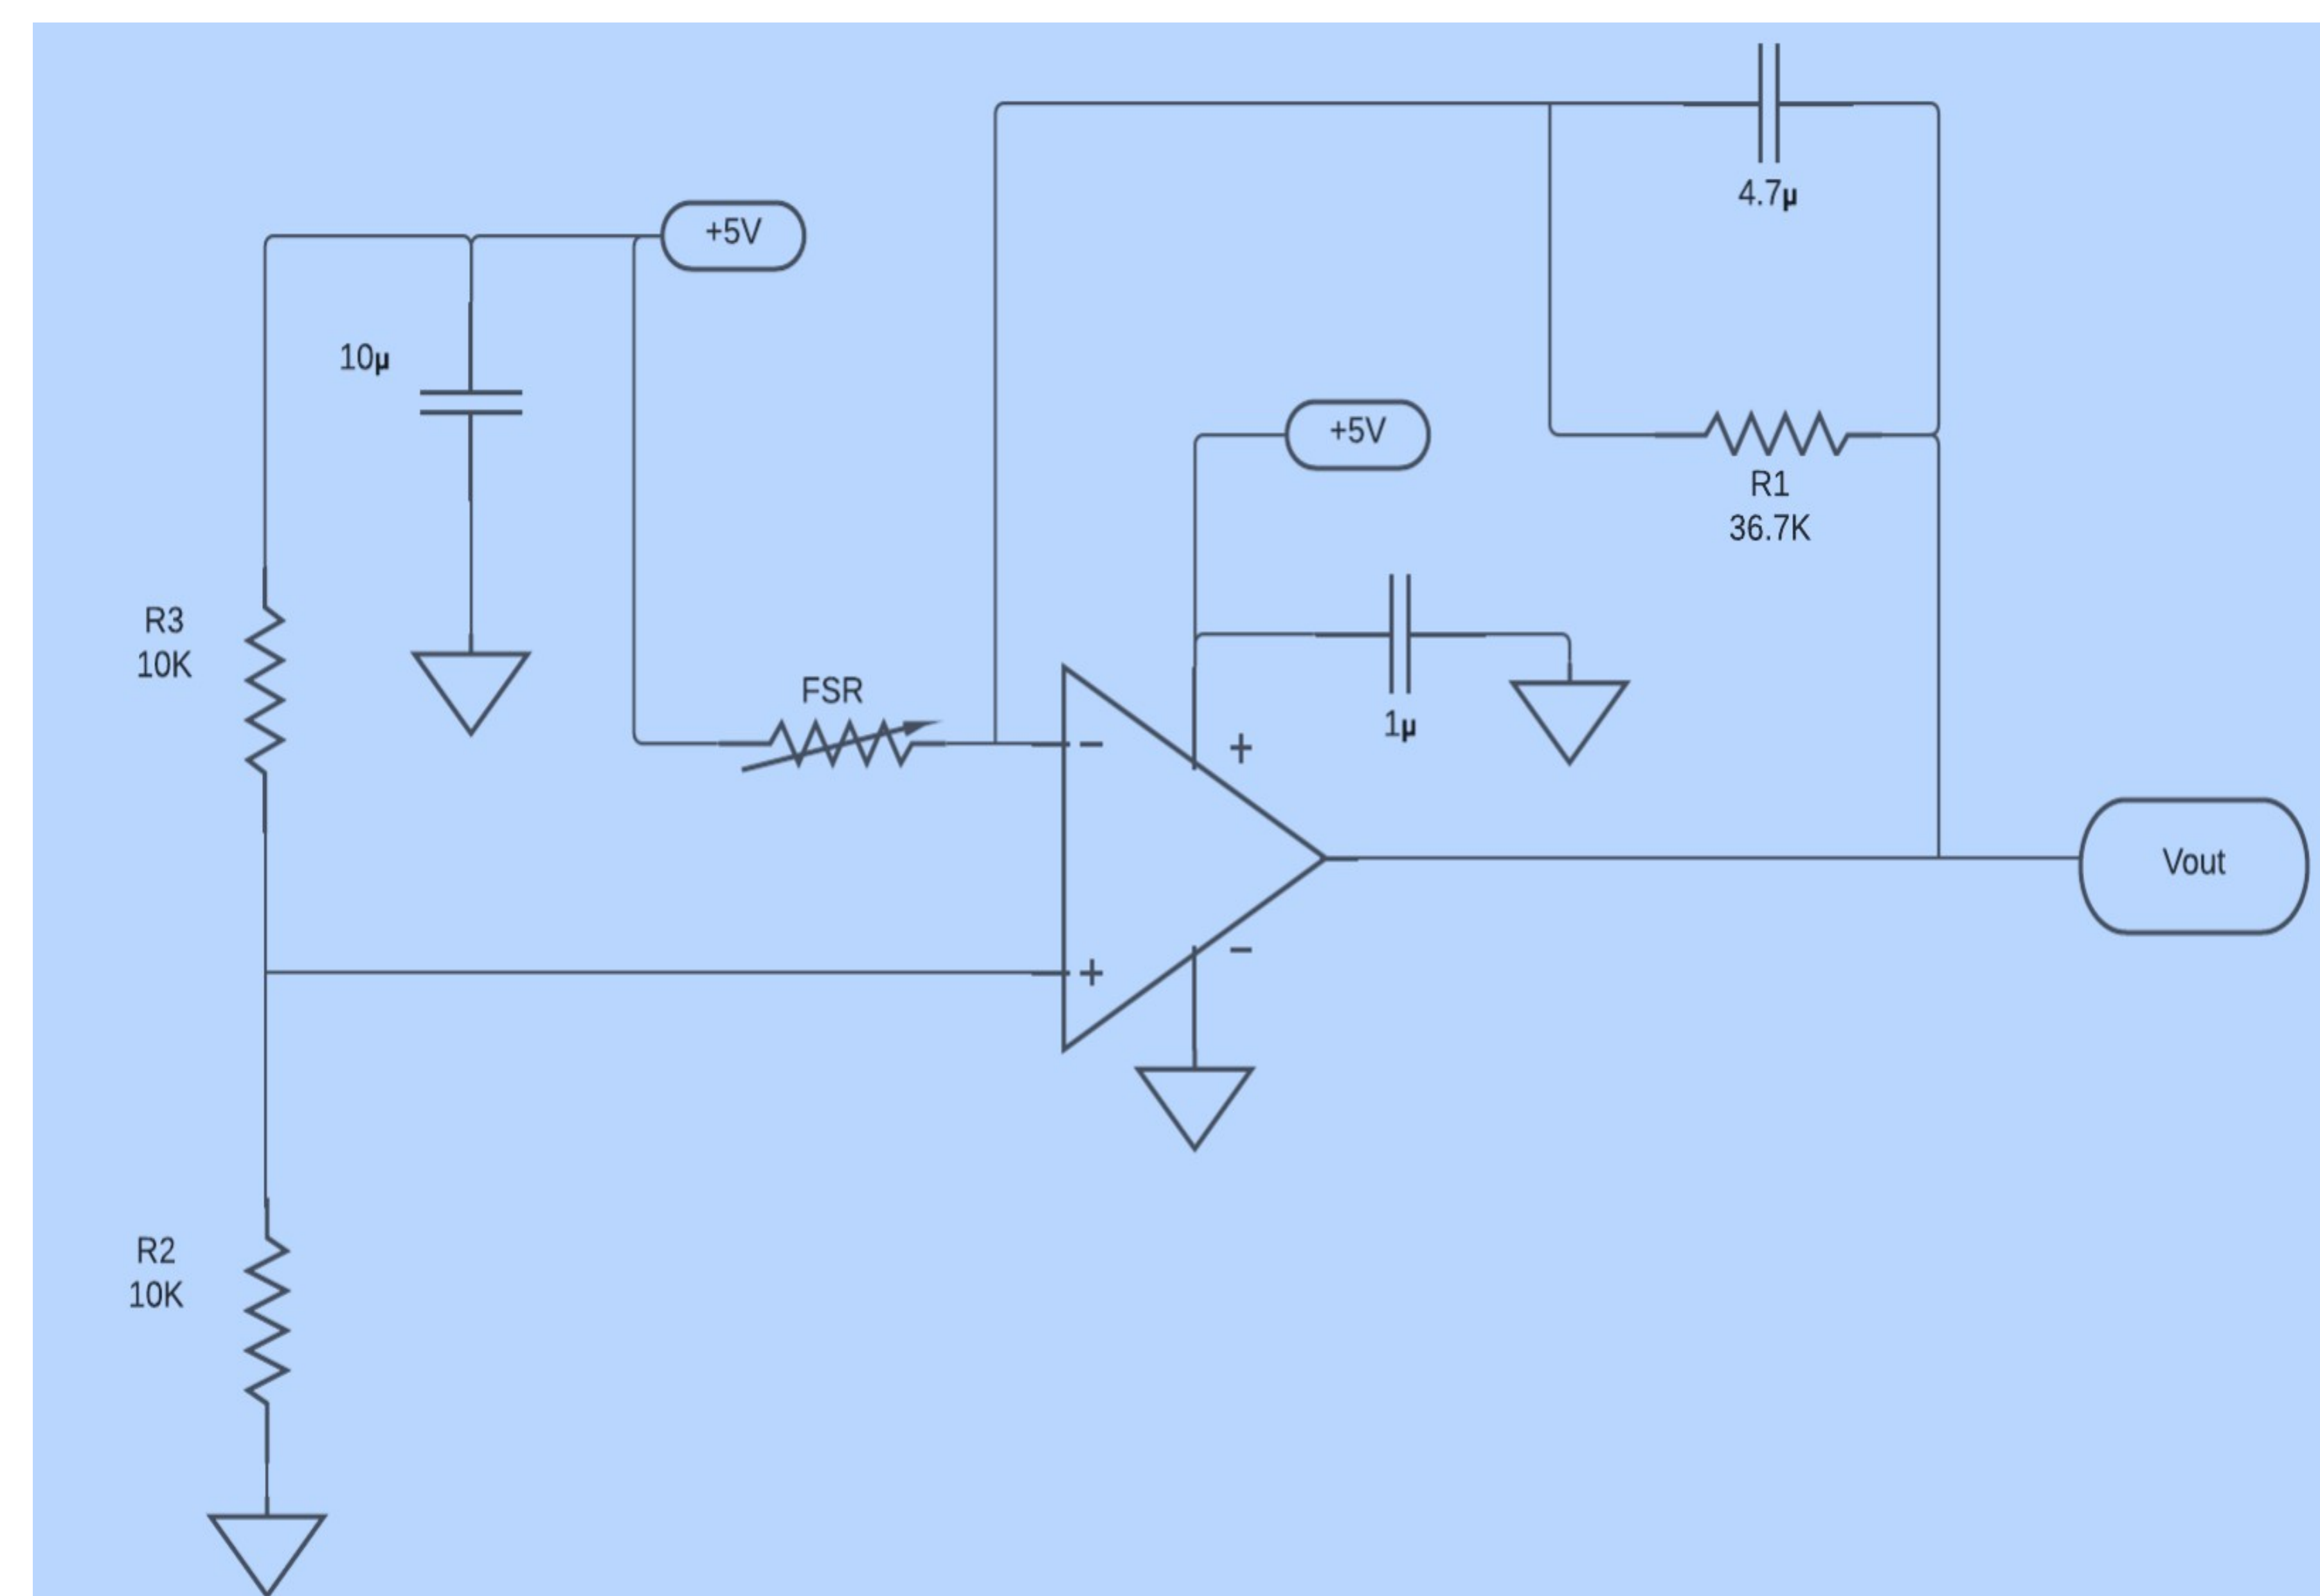 4.7µ
+5V
10µ
+5V
R1
36.7K
R3
10K
FSR
1µ
- +
Vout
+ -
R2
10K